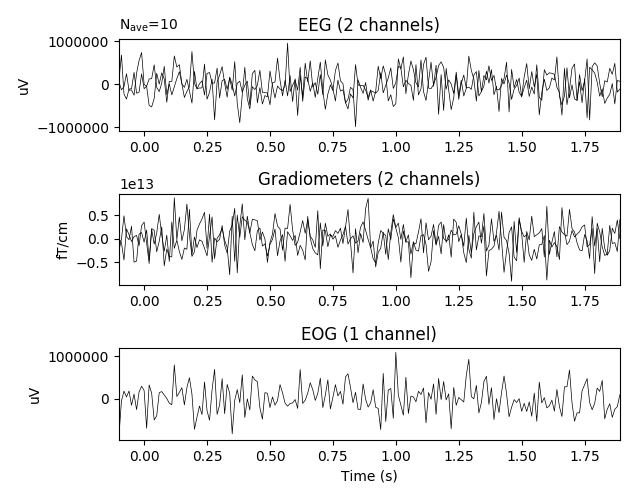 N_ave=10
EEG (2 channels)
1000000
0
−1000000
uV
0.00 0.25 0.50 0.75 1.00 1.25 1.50 1.75
1e13
Gradiometers (2 channels)
0.5
0.0
−0.5
fT/cm
0.00 0.25 0.50 0.75 1.00 1.25 1.50 1.75
EOG (1 channel)
1000000
0
uV
0.00 0.25 0.50 0.75 1.00 1.25 1.50 1.75
Time (s)